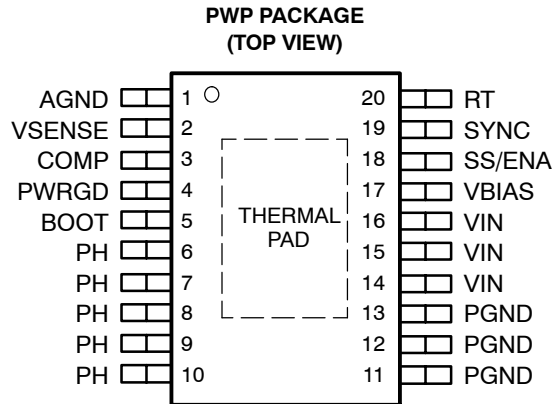 PWP PACKAGE
(TOP VIEW)
AGND 1 20 RT
VSENSE 2 19 SYNC
COMP 3 18 SS/ENA
PWRGD 4 17 VBIAS
BOOT 5 16 VIN
PH 6 15 VIN
PH 7 14 VIN
PH 8 13 PGND
PH 9 12 PGND
PH 10 11 PGND
THERMAL
PAD